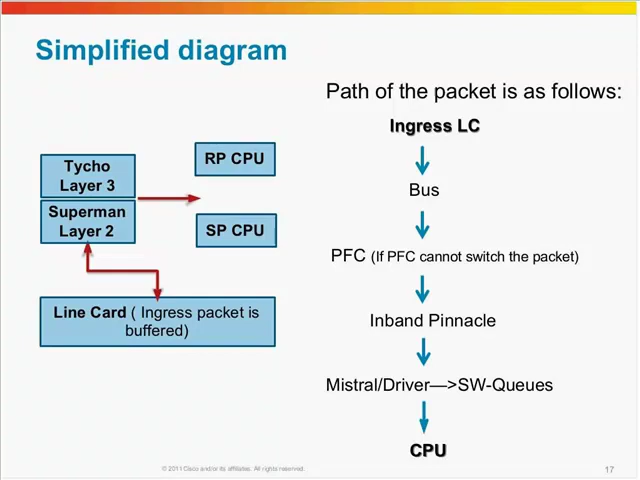 Simplified diagram
Path of the packet is as follows:
Ingress LC
Bus
PFC (If PFC cannot switch the packet)
Inband Pinnacle
Mistral/Driver—>SW-Queues
CPU
Tycho
Layer 3
Superman
Layer 2
RP CPU
SP CPU
Line Card ( Ingress packet is
buffered)
© 2011 Cisco and/or its affiliates. All rights reserved.
17